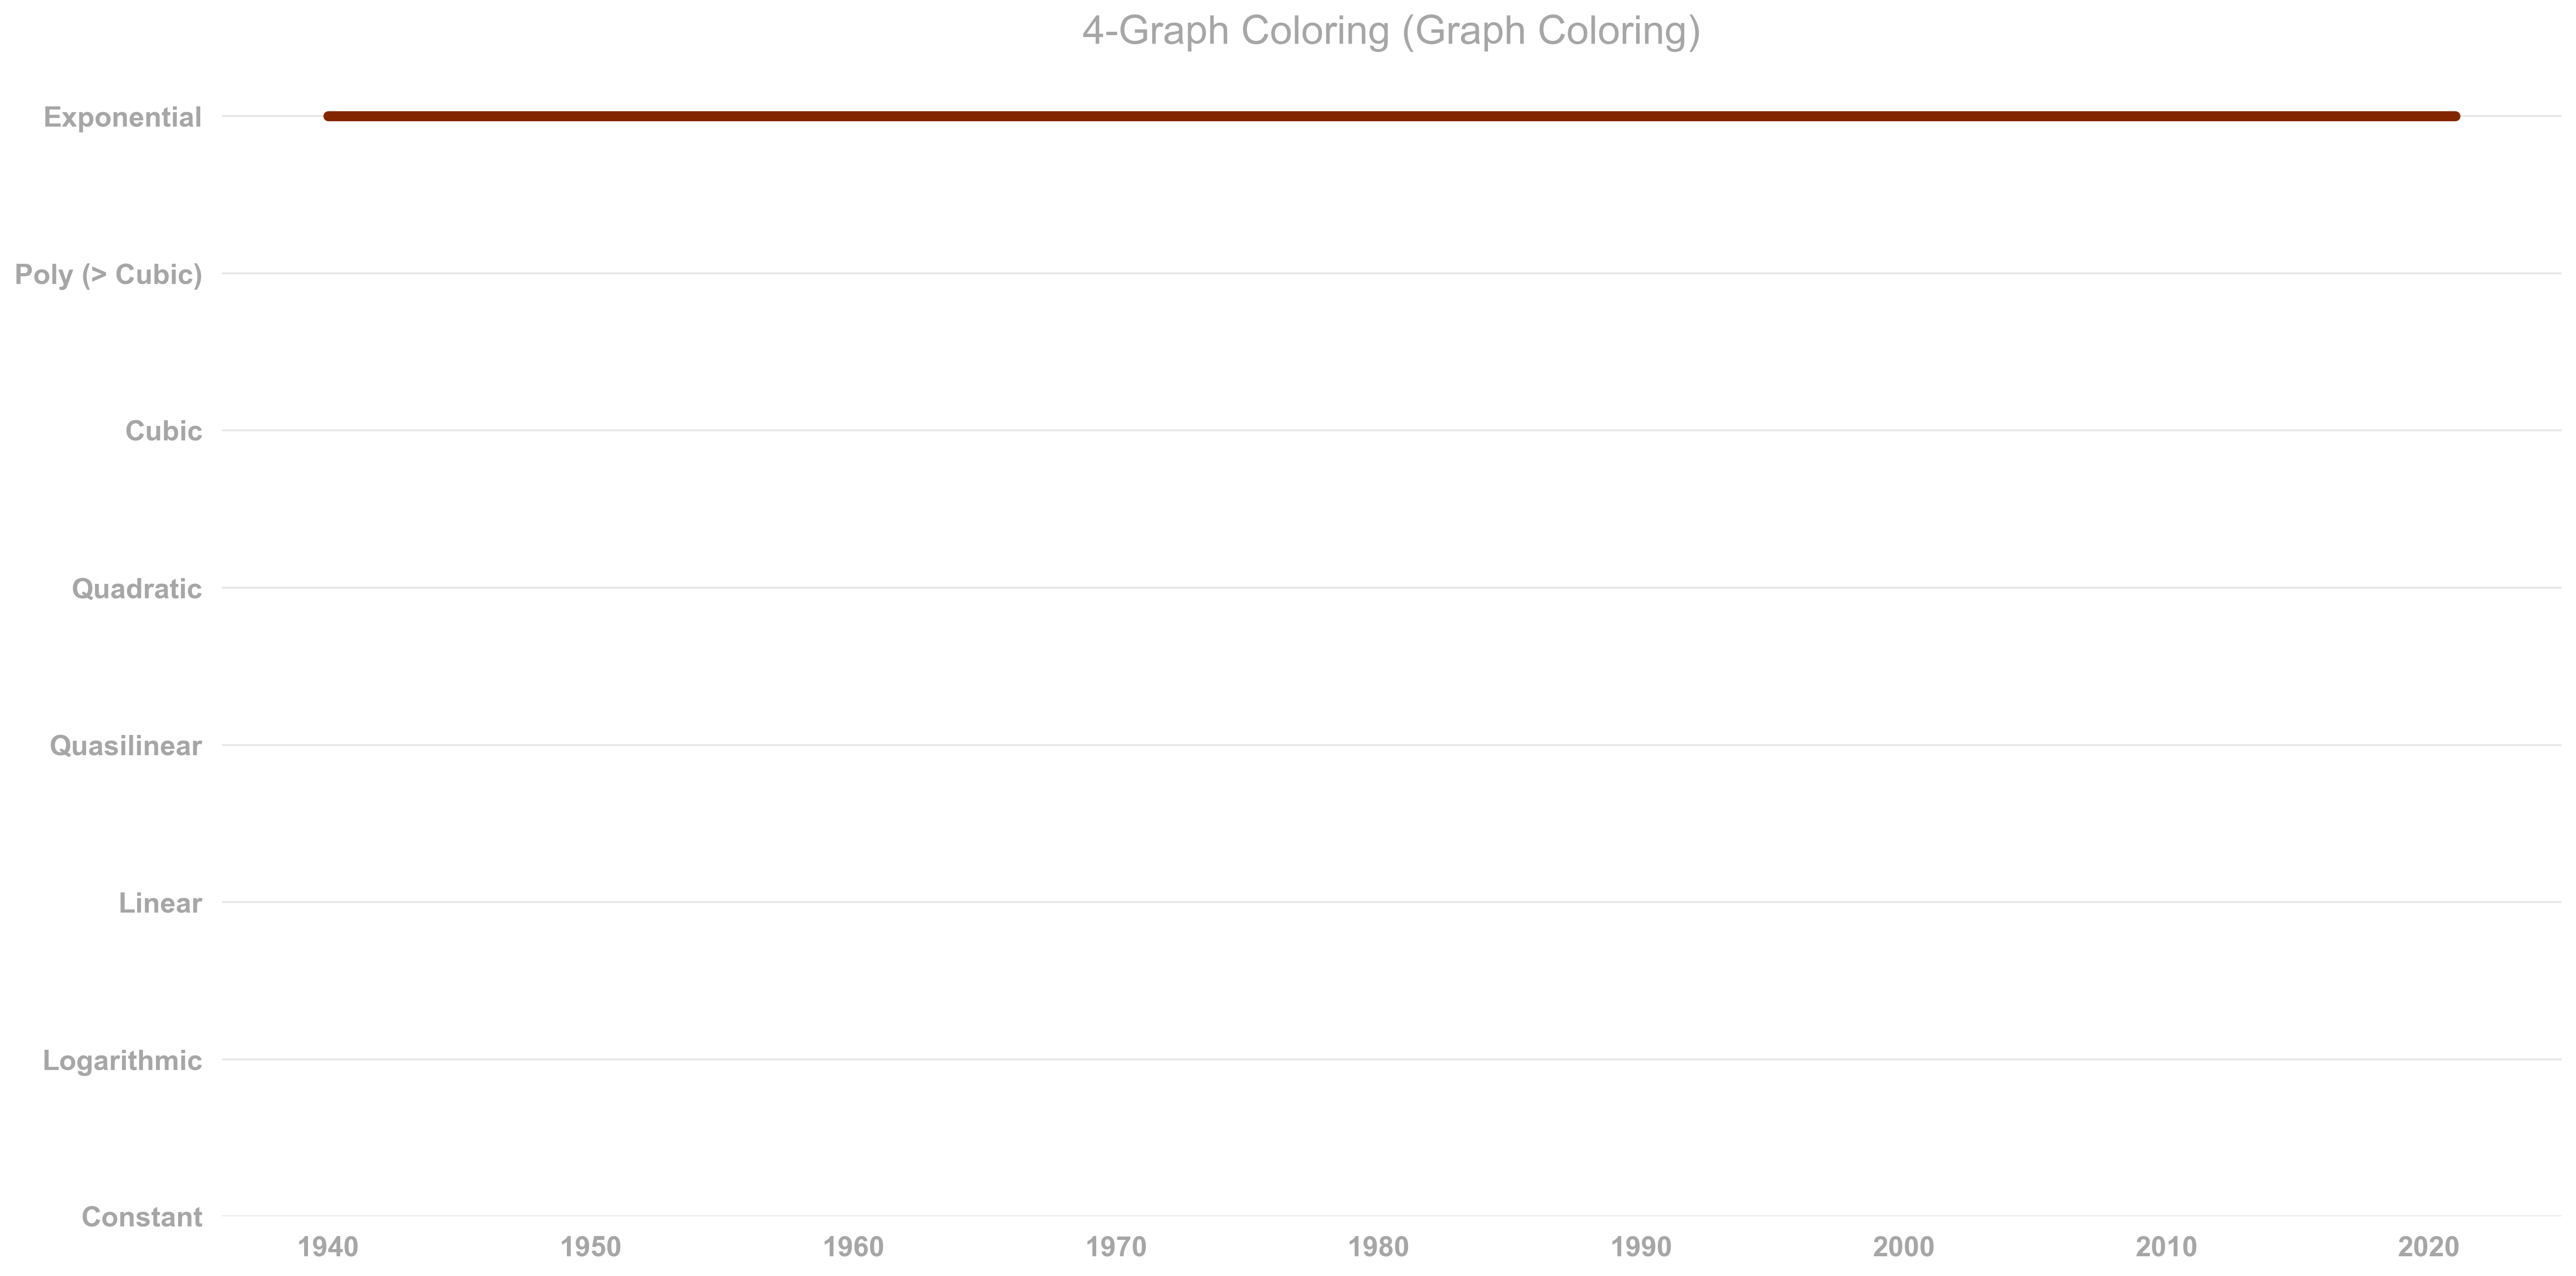 4-Graph Coloring (Graph Coloring)
Exponential
Poly (> Cubic)
Cubic
Quadratic
Quasilinear
Linear
Logarithmic
Constant
1940 1950 1960 1970 1980 1990 2000 2010 2020